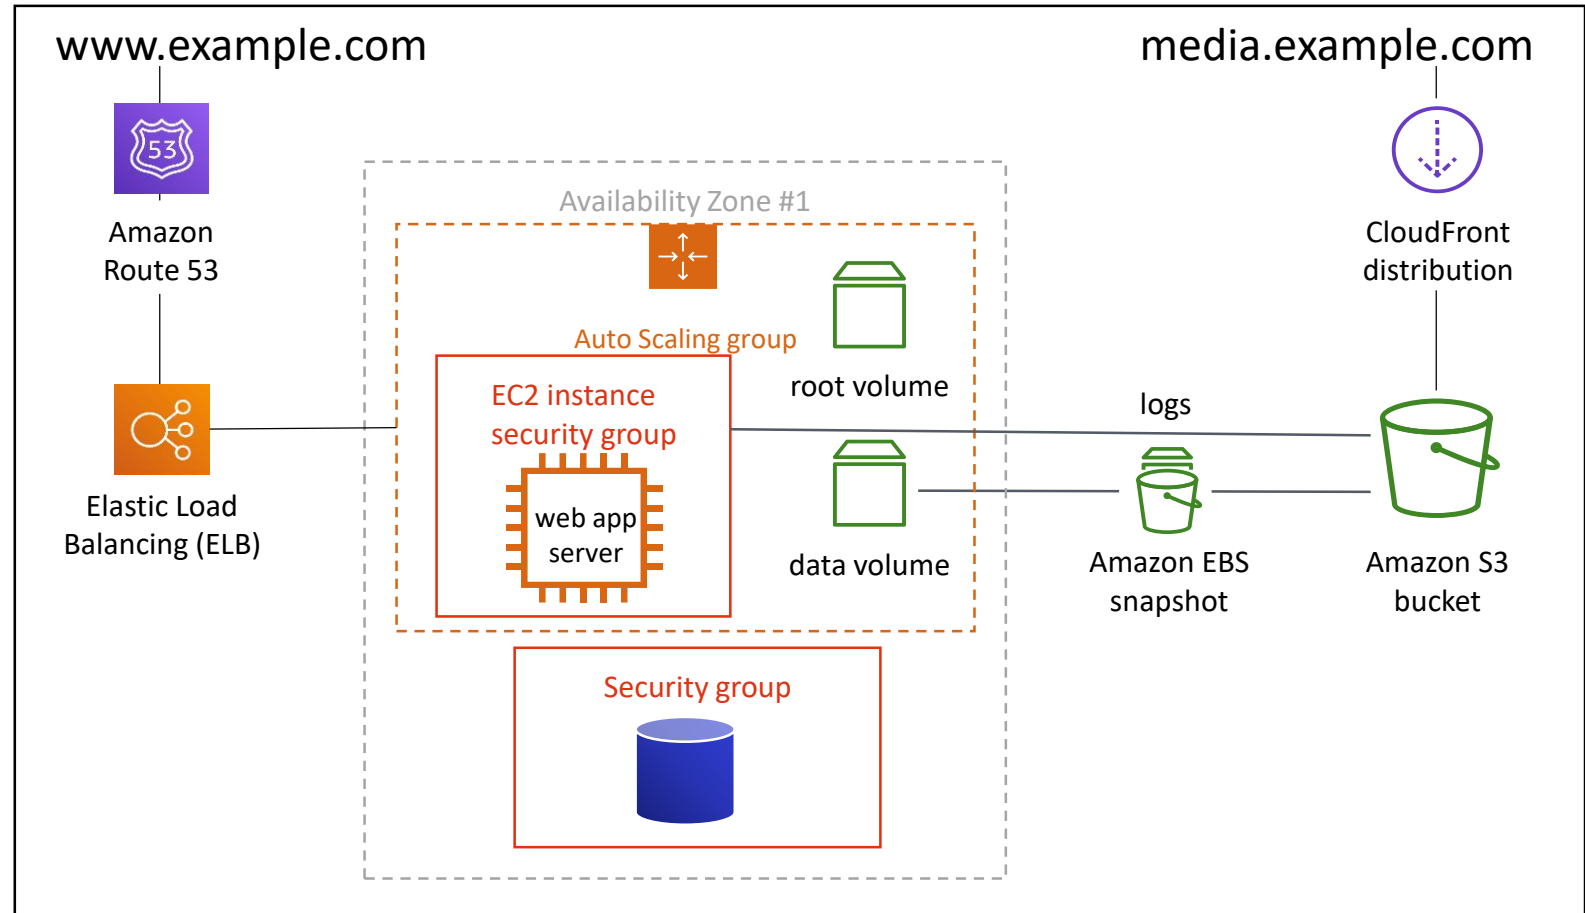 www.example.com
media.example.com
53
Amazon
Route 53
CloudFront
distribution
Availability Zone #1
Auto Scaling group
root volume
EC2 instance
security group
logs
web app
server
data volume
Elastic Load
Balancing (ELB)
Amazon EBS
snapshot
Amazon S3
bucket
Security group